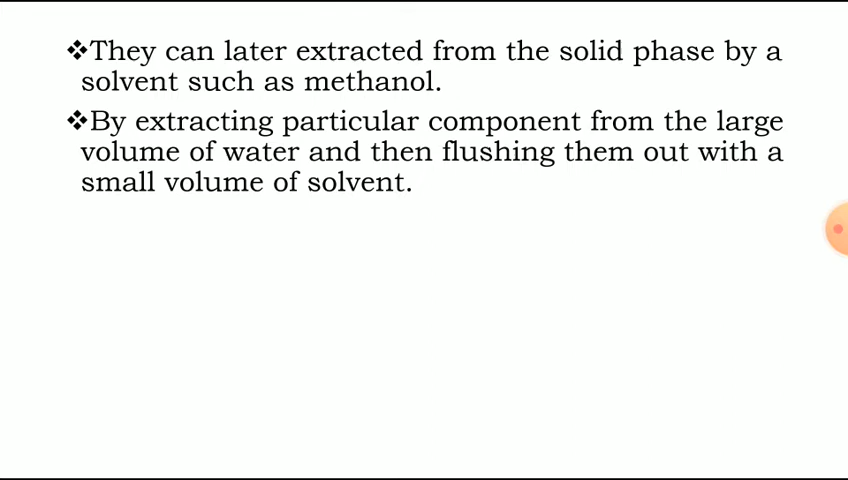 ❖They can later extracted from the solid phase by a
solvent such as methanol.
❖By extracting particular component from the large
volume of water and then flushing them out with a
small volume of solvent.